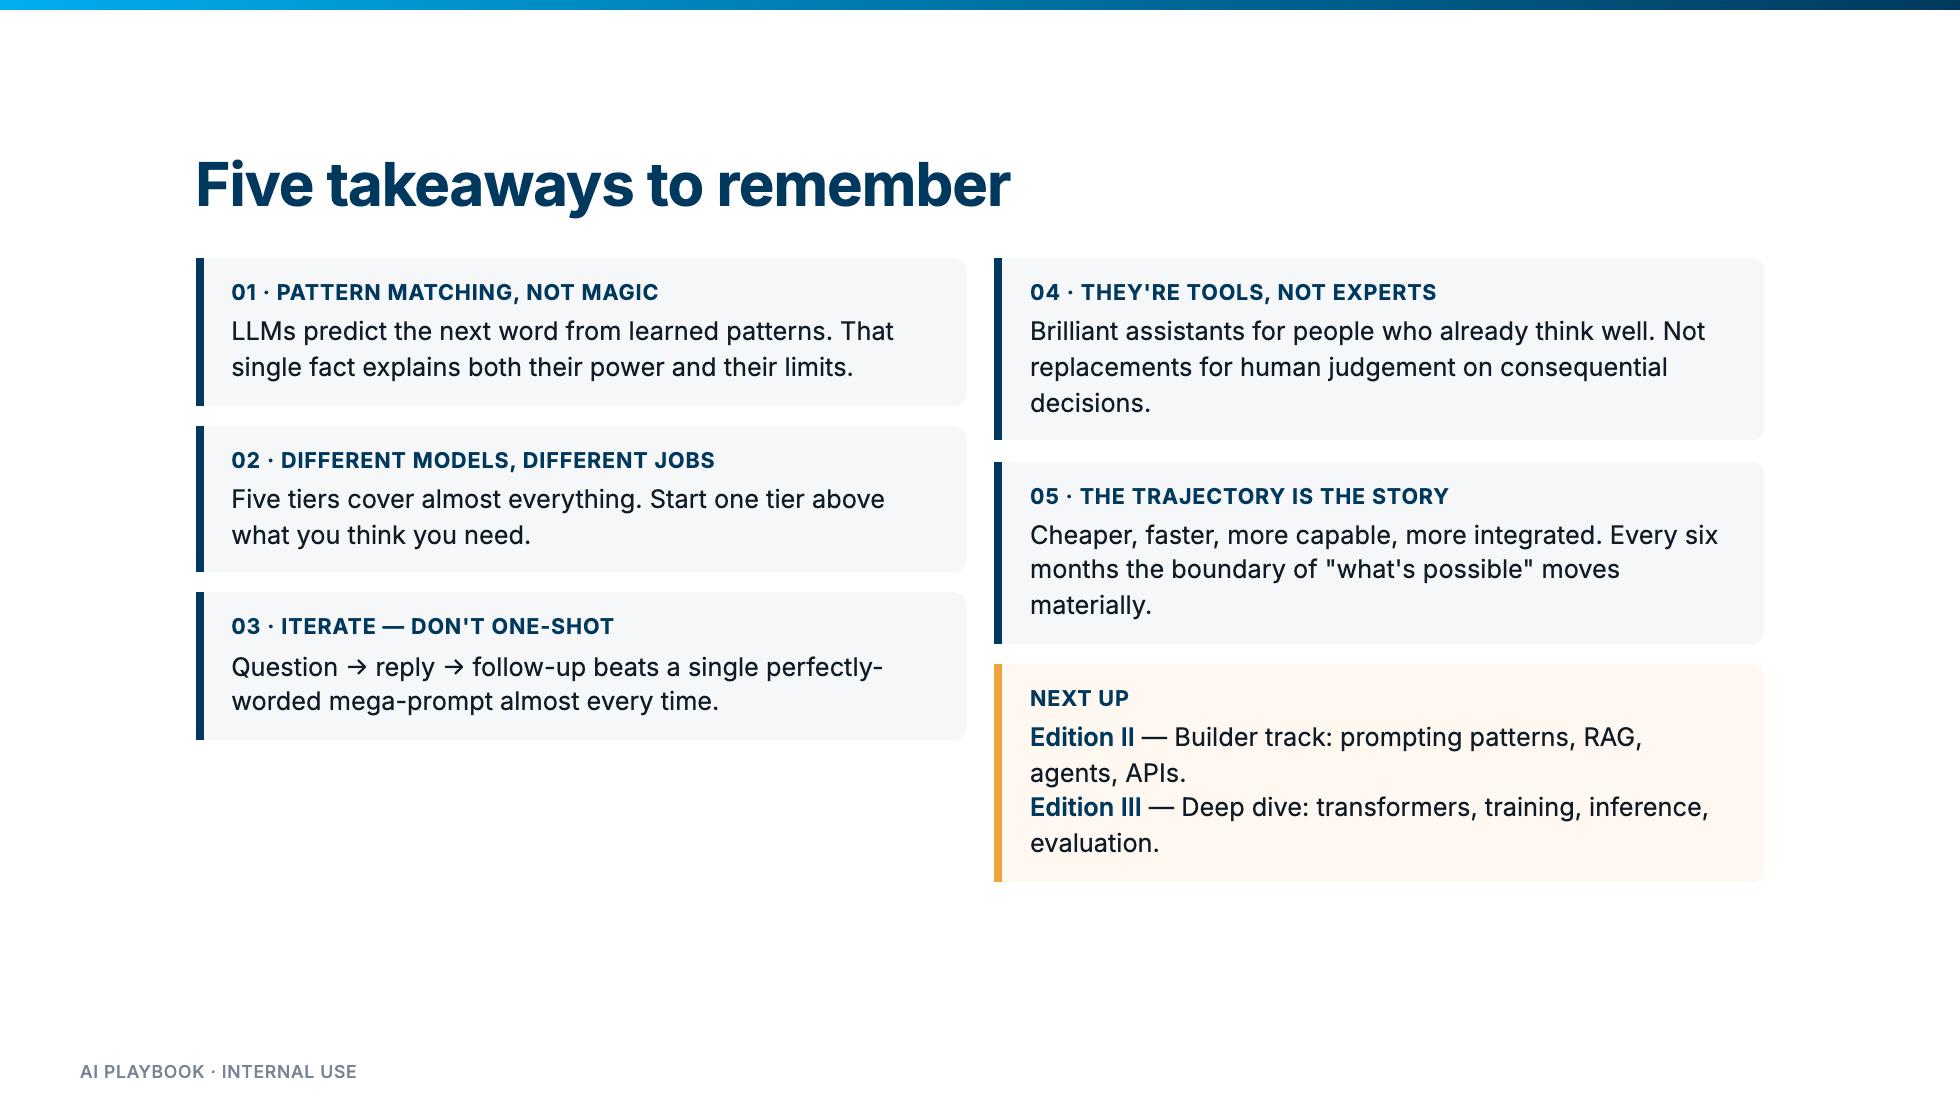 Five takeaways to remember
01 · PATTERN MATCHING, NOT MAGIC
LLMs predict the next word from learned patterns. That
single fact explains both their power and their limits.
02 · DIFFERENT MODELS, DIFFERENT JOBS
Five tiers cover almost everything. Start one tier above
what you think you need.
03 · ITERATE — DON'T ONE-SHOT
Question → reply → follow-up beats a single perfectly-
worded mega-prompt almost every time.
04 · THEY'RE TOOLS, NOT EXPERTS
Brilliant assistants for people who already think well. Not
replacements for human judgement on consequential
decisions.
05 · THE TRAJECTORY IS THE STORY
Cheaper, faster, more capable, more integrated. Every six
months the boundary of "what's possible" moves
materially.
NEXT UP
Edition II — Builder track: prompting patterns, RAG,
agents, APIs.
Edition III — Deep dive: transformers, training, inference,
evaluation.
AI PLAYBOOK · INTERNAL USE